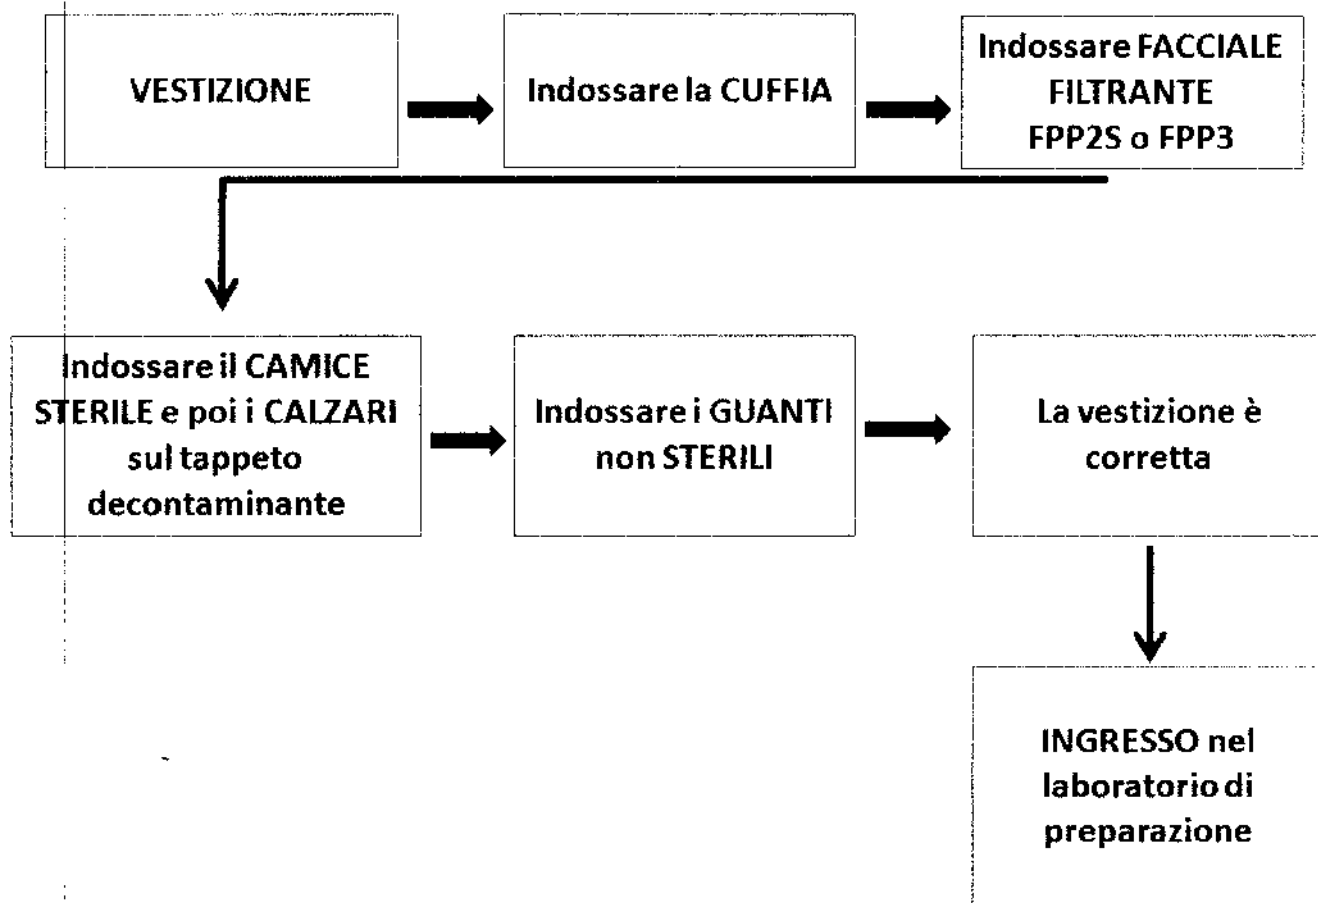 VESTIZIONE
Indossare la CUFFIA
Indossare FACCIALE
FILTRANTE
FPP2S o FPP3
Indossare il CAMICE
STERILE e poi i CALZARI
sul tappeto
decontaminante
Indossare i GUANTI
non STERILI
La vestizione è
corretta
INGRESSO nel
laboratorio di
preparazione